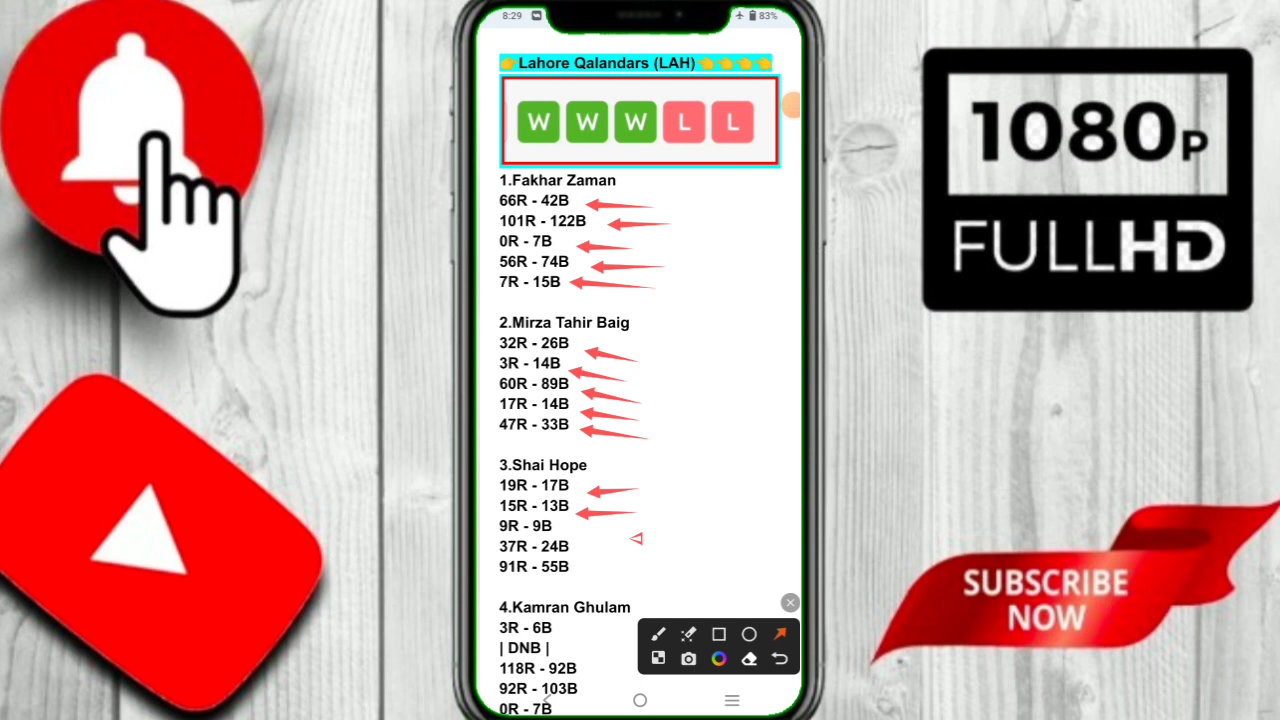 8:29
83%
Lahore Qalandars (LAH)
W W W L L
1.Fakhar Zaman
66R - 42B
101R - 122B
0R - 7B
56R - 74B
7R - 15B
2.Mirza Tahir Baig
32R - 26B
3R - 14B
60R - 89B
17R - 14B
47R - 33B
3.Shai Hope
19R - 17B
15R - 13B
9R - 9B
37R - 24B
91R - 55B
4.Kamran Ghulam
3R - 6B
| DNB |
118R - 92B
92R - 103B
0R - 7B
1080P
FULLHD
SUBSCRIBE
NOW